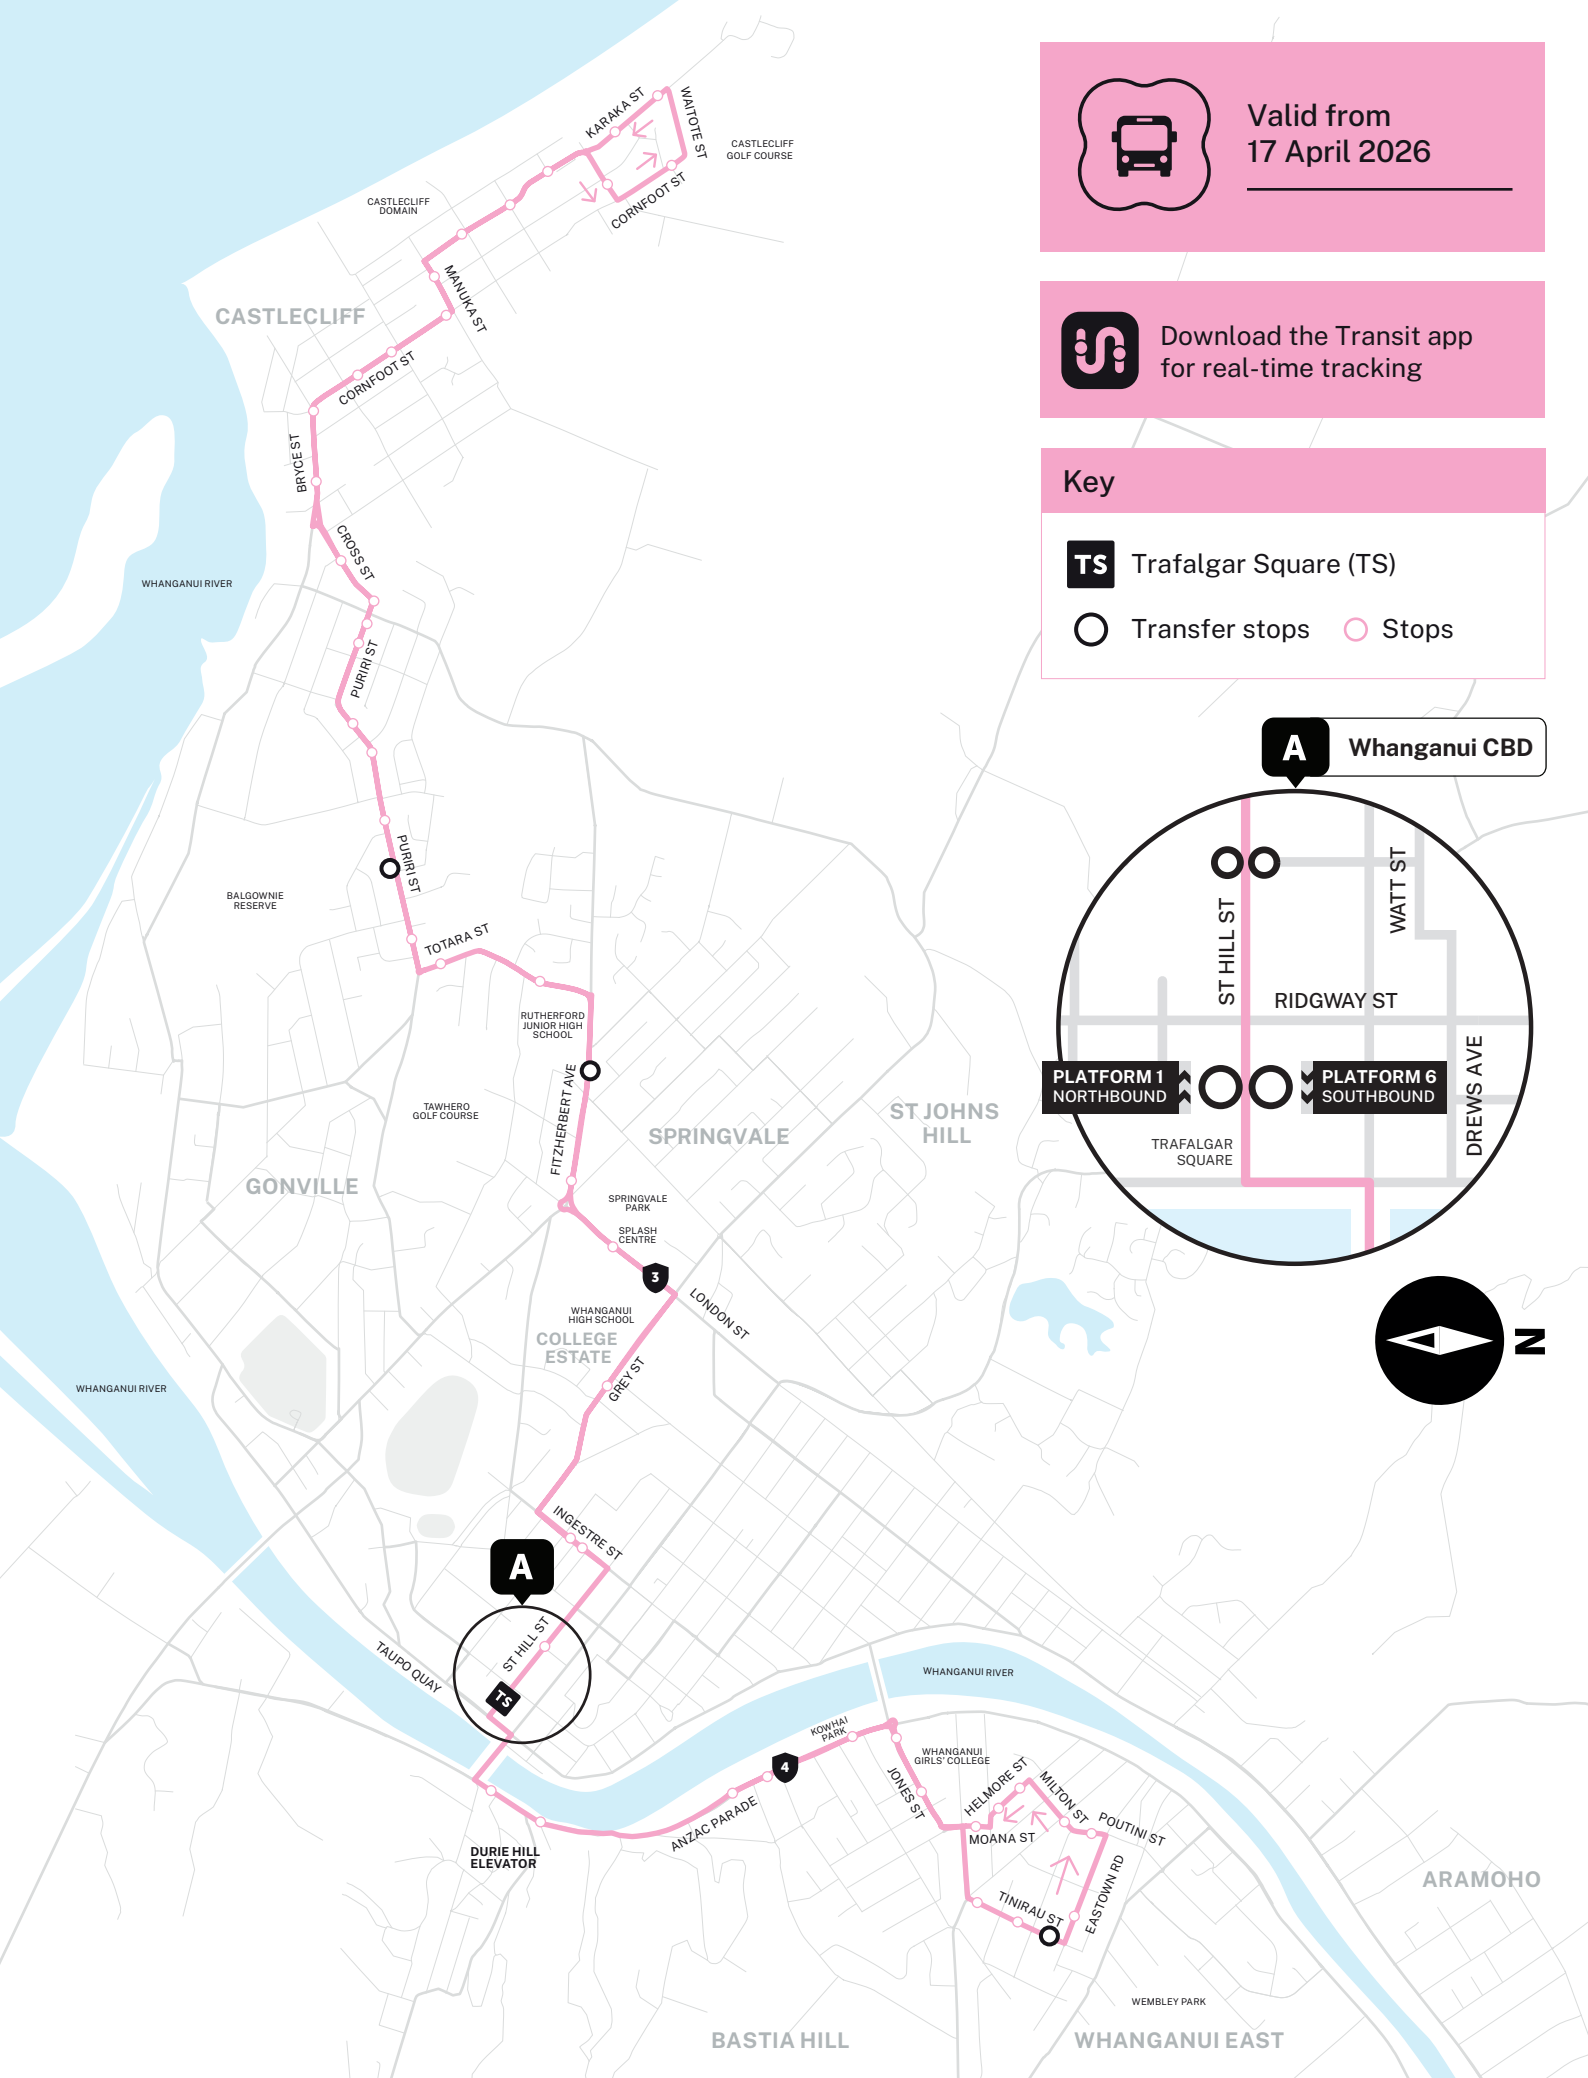 Valid from
17 April 2026
Download the Transit app
for real-time tracking
Key
TS
Trafalgar Square (TS)
Transfer stops
Stops
A
Whanganui CBD
WATT ST
ST HILL ST
RIDGWAY ST
PLATFORM 1
NORTHBOUND
PLATFORM 6
SOUTHBOUND
DREWS AVE
TRAFALGAR
SQUARE
N
KARAKA ST
WAITOTE ST
CASTLECLIFF
GOLF COURSE
CORNFOOT ST
CASTLECLIFF
DOMAIN
MANUKA ST
CASTLECLIFF
CORNFOOT ST
BRYCE ST
CROSS ST
WHANGANUI RIVER
PURIRI ST
PURIRI ST
BALGOWNIE
RESERVE
TOTARA ST
RUTHERFORD
JUNIOR HIGH
SCHOOL
FITZHERBERT AVE
TAWHERO
GOLF COURSE
SPRINGVALE
ST JOHNS
HILL
GONVILLE
SPRINGVALE
PARK
SPLASH
CENTRE
3
LONDON ST
WHANGANUI
HIGH SCHOOL
COLLEGE
ESTATE
GREY ST
WHANGANUI RIVER
INGESTRE ST
A
ST HILL ST
TAUPO QUAY
TS
WHANGANUI RIVER
KOWHAI
PARK
4
WHANGANUI
GIRLS' COLLEGE
JONES ST
HELMORE ST
MILTON ST
POUTINI ST
MOANA ST
ANZAC PARADE
DURIE HILL
ELEVATOR
TINIRAU ST
EASTOWN RD
ARAMOHO
WEMBLEY PARK
BASTIA HILL
WHANGANUI EAST